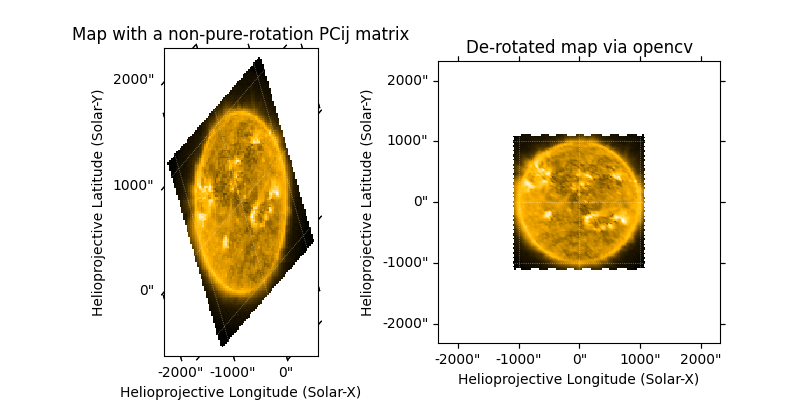 Map with a non-pure-rotation PCij matrix
2000"
1000"
0"
Helioprojective Latitude (Solar-Y)
-2000" -1000" 0"
Helioprojective Longitude (Solar-X)
De-rotated map via opencv
2000"
1000"
0"
-1000"
-2000"
Helioprojective Latitude (Solar-Y)
-2000" -1000" 0" 1000" 2000"
Helioprojective Longitude (Solar-X)